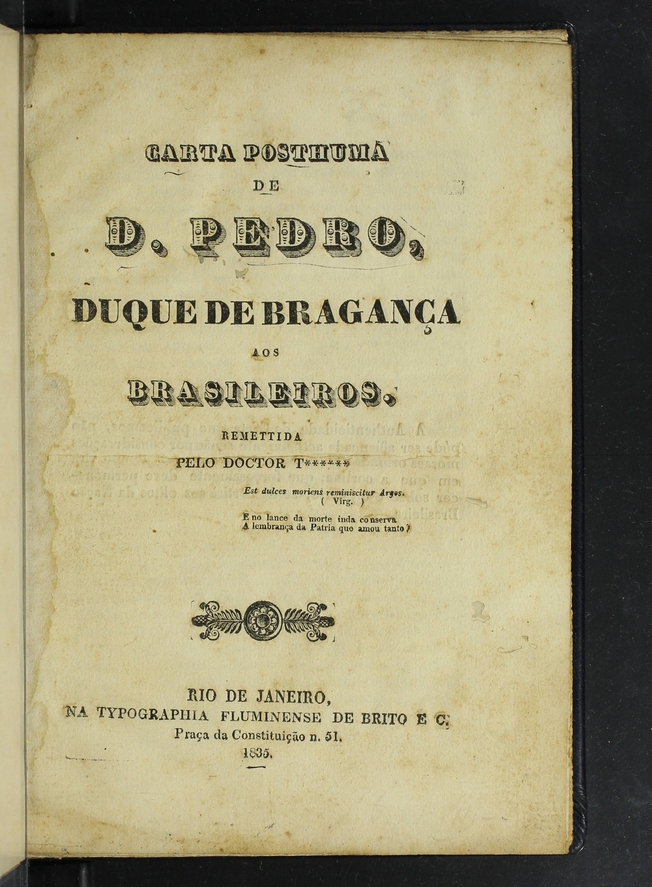 CARTA POSTHUMA
DE
D. PEDRO,
DUQUE DE BRAGANÇA
AOS
BRASILEIROS.
REMETTIDA
PELO DOCTOR T******
Est dulces moriens reminiscitur Argos.
( Virg. )
E no lance da morte inda conserva
A lembrança da Patria que amou tanto!
RIO DE JANEIRO,
NA TYPOGRAPHIA FLUMINENSE DE BRITO E C.
Praça da Constituição n. 51.
1835.